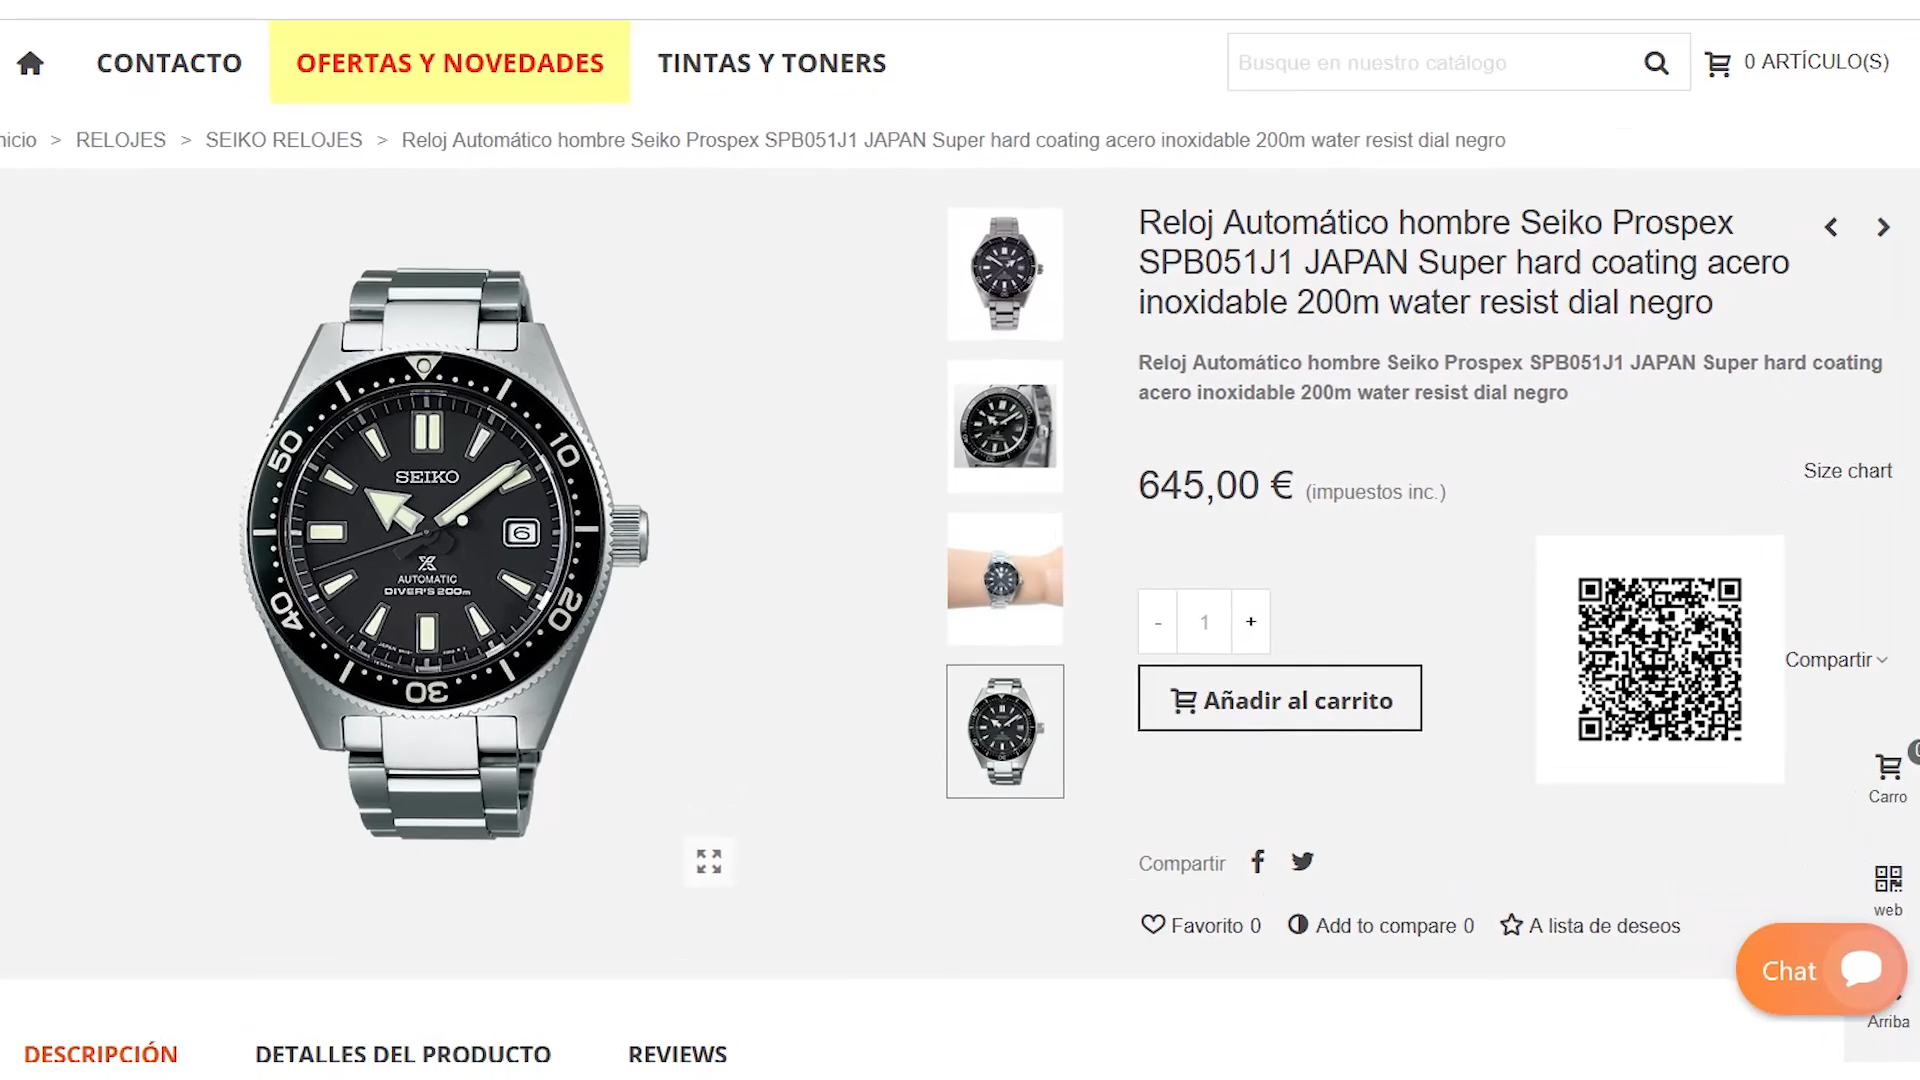 CONTACTO
OFERTAS Y NOVEDADES
TINTAS Y TONERS
Busque en nuestro catálogo
0 ARTÍCULO(S)
nicio > RELOJES > SEIKO RELOJES > Reloj Automático hombre Seiko Prospex SPB051J1 JAPAN Super hard coating acero inoxidable 200m water resist dial negro
50
10
40
20
30
SEIKO
6
X
AUTOMATIC
DIVER'S 200m
Reloj Automático hombre Seiko Prospex
SPB051J1 JAPAN Super hard coating acero
inoxidable 200m water resist dial negro
Reloj Automático hombre Seiko Prospex SPB051J1 JAPAN Super hard coating
acero inoxidable 200m water resist dial negro
645,00 € (impuestos inc.)
Size chart
- 1 +
Añadir al carrito
Compartir
Carro
web
Compartir
Favorito 0
Add to compare 0
A lista de deseos
Chat
Arriba
DESCRIPCIÓN
DETALLES DEL PRODUCTO
REVIEWS